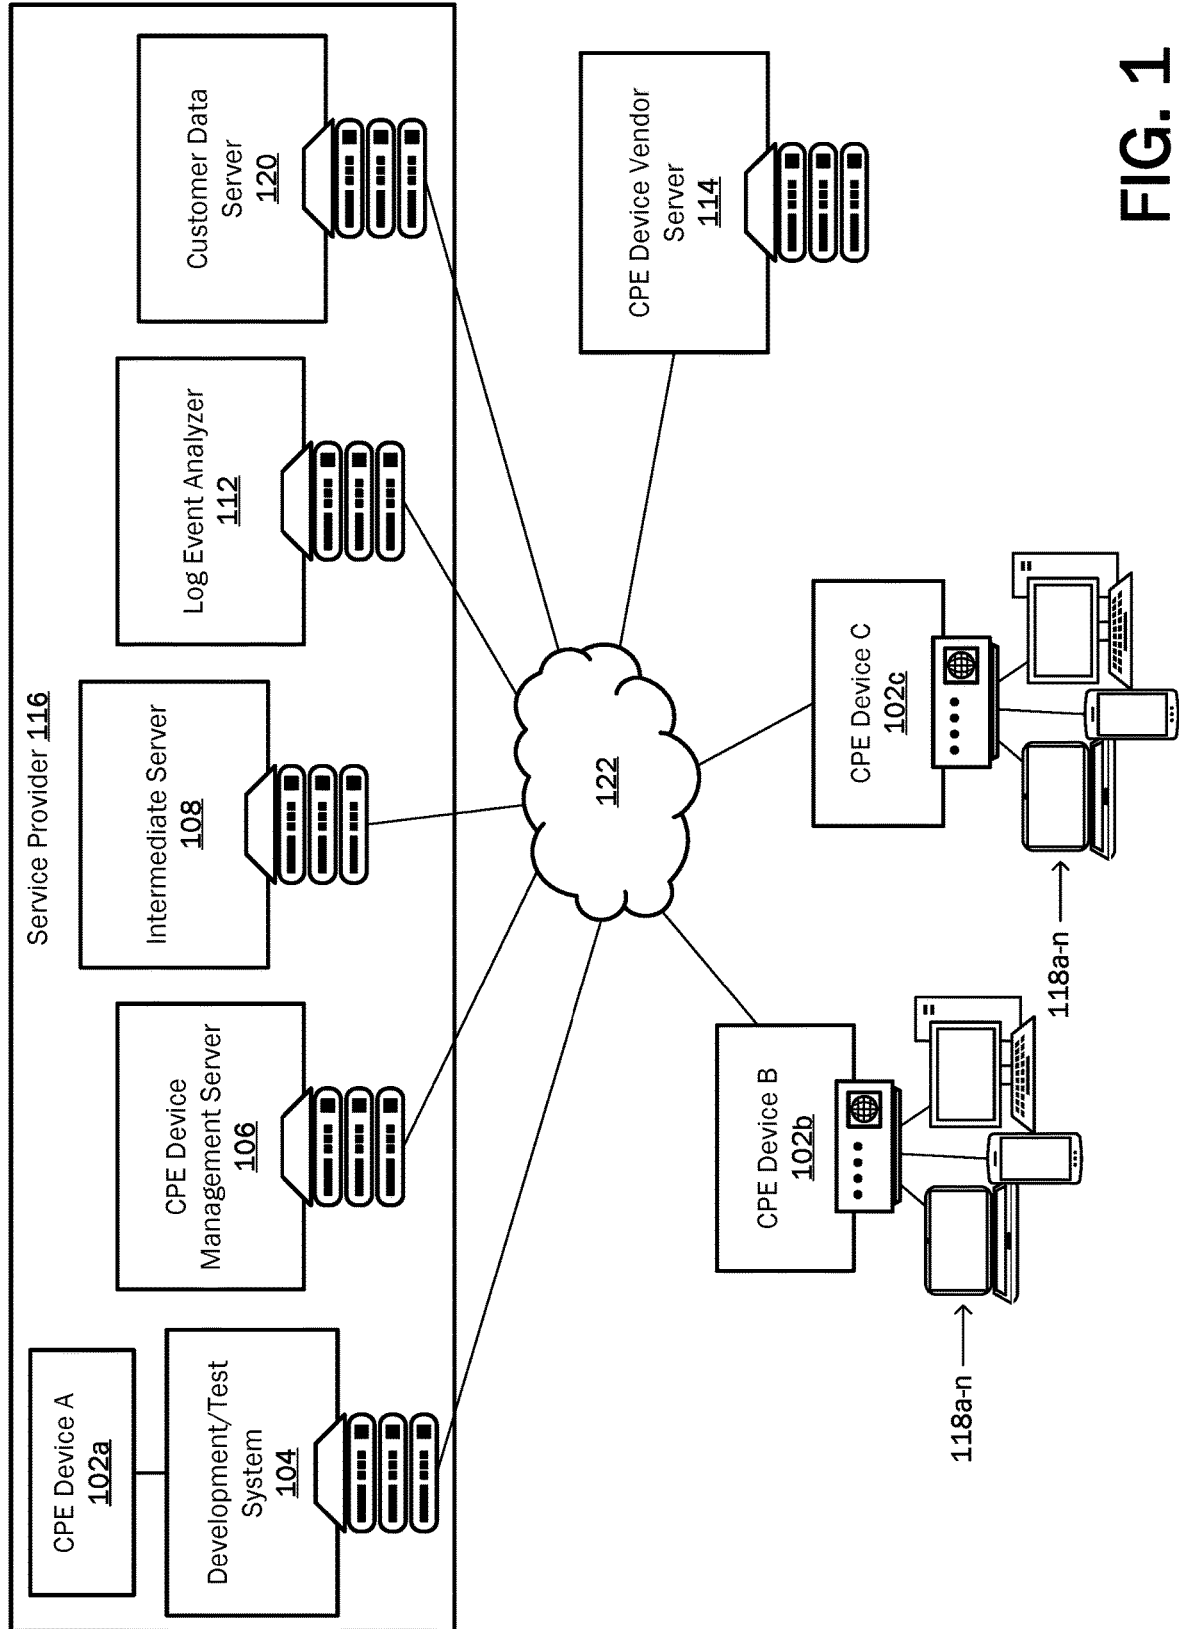 Service Provider 116
CPE Device A
102a
Development/Test
System
104
CPE Device
Management Server
106
Intermediate Server
108
Log Event Analyzer
112
Customer Data
Server
120
122
CPE Device Vendor
Server
114
CPE Device B
102b
118a-n
CPE Device C
102c
118a-n
FIG. 1